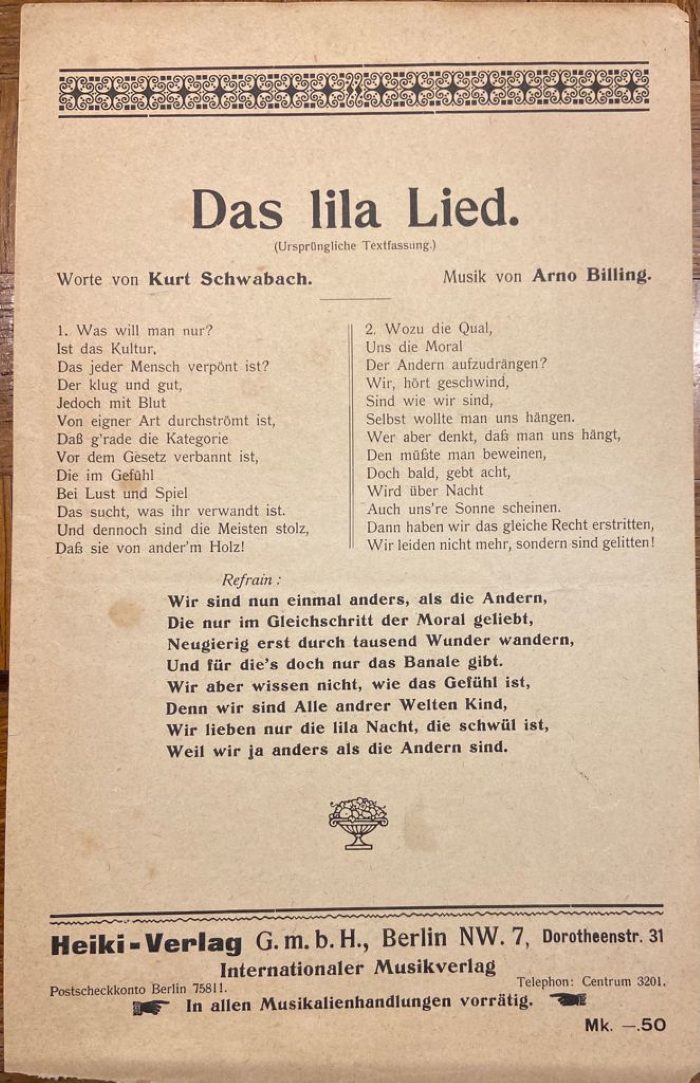 Das lila Lied.
(Ursprüngliche Textfassung.)
Worte von Kurt Schwabach.
Musik von Arno Billing.
1. Was will man nur?
Ist das Kultur,
Das jeder Mensch verpönt ist?
Der klug und gut,
Jedoch mit Blut
Von eigner Art durchströmt ist,
Daß g'rade die Kategorie
Vor dem Gesetz verbannt ist,
Die im Gefühl
Bei Lust und Spiel
Das sucht, was ihr verwandt ist.
Und dennoch sind die Meisten stolz,
Daß sie von ander'm Holz!
2. Wozu die Qual,
Uns die Moral
Der Andern aufzudrängen?
Wir, hört geschwind,
Sind wie wir sind,
Selbst wollte man uns hängen.
Wer aber denkt, daß man uns hängt,
Den müßte man beweinen,
Doch bald, gebt acht,
Wird über Nacht
Auch uns're Sonne scheinen.
Dann haben wir das gleiche Recht erstritten,
Wir leiden nicht mehr, sondern sind gelitten!
Refrain:
Wir sind nun einmal anders, als die Andern,
Die nur im Gleichschritt der Moral geliebt,
Neugierig erst durch tausend Wunder wandern,
Und für die's doch nur das Banale gibt.
Wir aber wissen nicht, wie das Gefühl ist,
Denn wir sind Alle andrer Welten Kind,
Wir lieben nur die lila Nacht, die schwül ist,
Weil wir ja anders als die Andern sind.
Heiki-Verlag G. m. b. H., Berlin NW. 7, Dorotheenstr. 31
Internationaler Musikverlag
Postscheckkonto Berlin 75811.
Telephon: Centrum 3201.
In allen Musikalienhandlungen vorrätig.
Mk. —.50